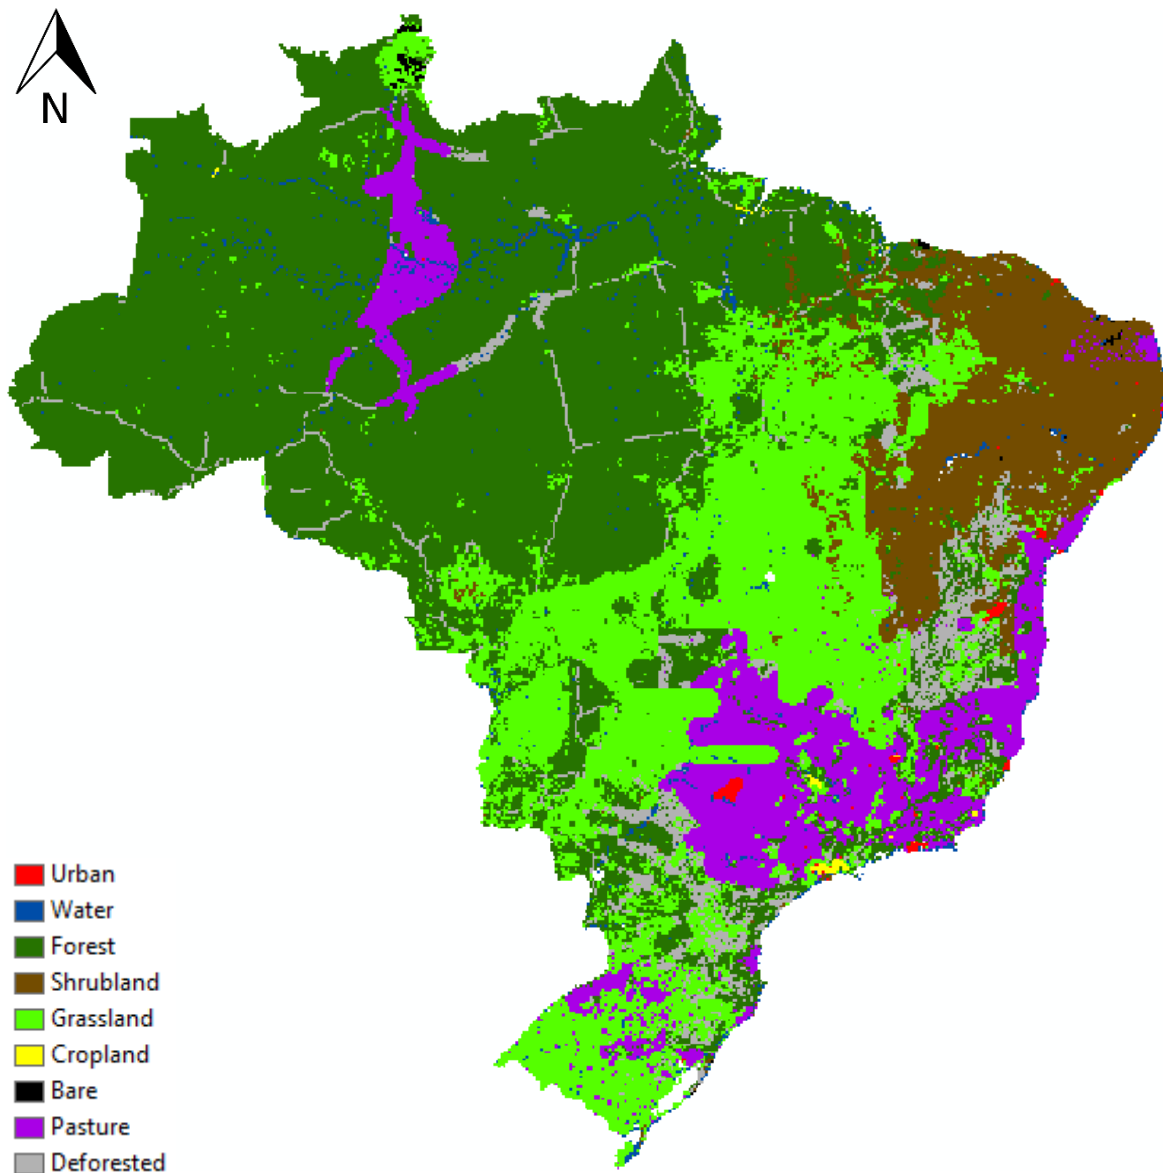 N
Urban
Water
Forest
Shrubland
Grassland
Cropland
Bare
Pasture
Deforested